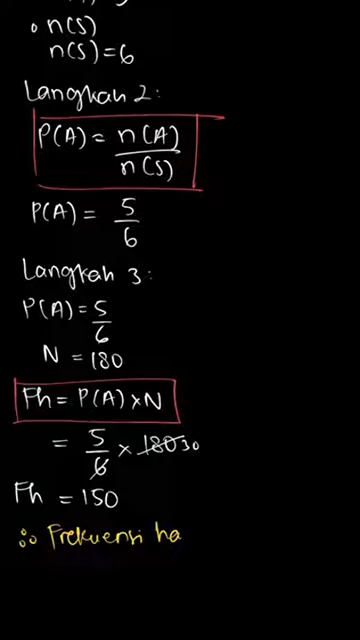 • n(S)
n(S) = 6
Langkah 2:
P(A) = n(A)
n(S)
P(A) = 5
6
Langkah 3:
P(A) = 5
6
N = 180
Fh = P(A) × N
= 5 × 180 30
6
Fh = 150
∴ Frekuensi ha